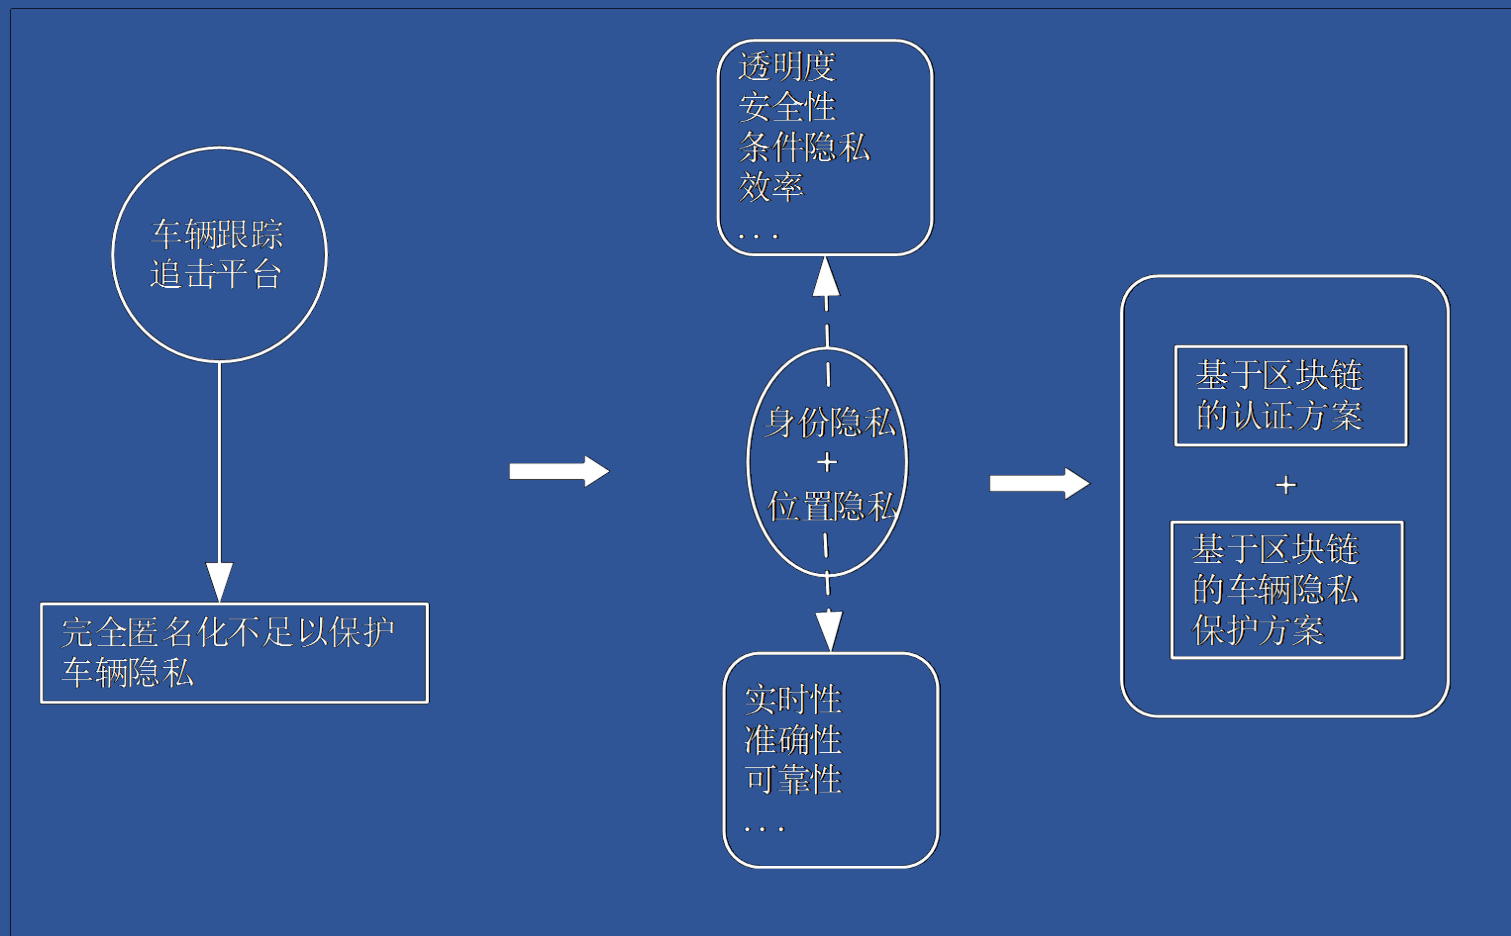 车辆跟踪
追击平台
完全匿名化不足以保护
车辆隐私
透明度
安全性
条件隐私
效率
...
身份隐私
+
位置隐私
实时性
准确性
可靠性
...
基于区块链
的认证方案
+
基于区块链
的车辆隐私
保护方案